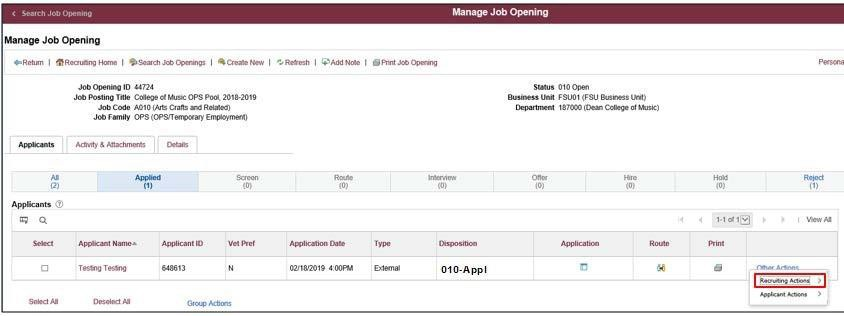 Search Job Opening
Manage Job Opening
Manage Job Opening
Return | Recruiting Home | Search Job Openings | Create New | Refresh | Add Note | Print Job Opening Persona
Job Opening ID 44724 Status 010 Open
Job Posting Title College of Music OPS Pool, 2018-2019 Business Unit FSU01 (FSU Business Unit)
Job Code A010 (Arts Crafts and Related) Department 187000 (Dean College of Music)
Job Family OPS (OPS/Temporary Employment)
Applicants Activity & Attachments Details
All Applied Screen Route Interview Offer Hire Hold Reject
(2) (1) (0) (0) (0) (0) (0) (0) (1)
Applicants ?
1-1 of 1 | View All
Select Applicant Name Applicant ID Vet Pref Application Date Type Disposition Application Route Print
Testing Testing 648613 N 02/18/2019 4:00PM External 010-Appl Other Actions
Recruiting Actions
Applicant Actions
Select All Deselect All Group Actions